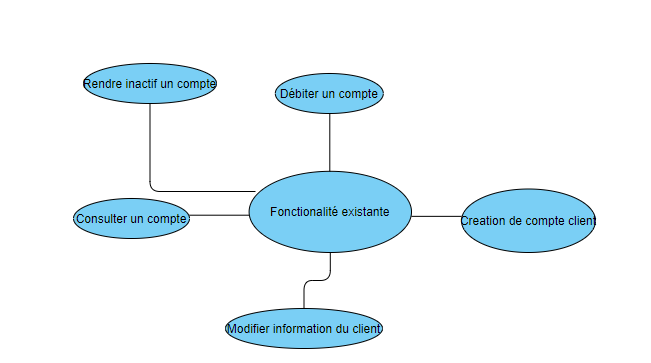 Rendre inactif un compte
Débiter un compte
Consulter un compte
Fonctionalité existante
Creation de compte client
Modifier information du client